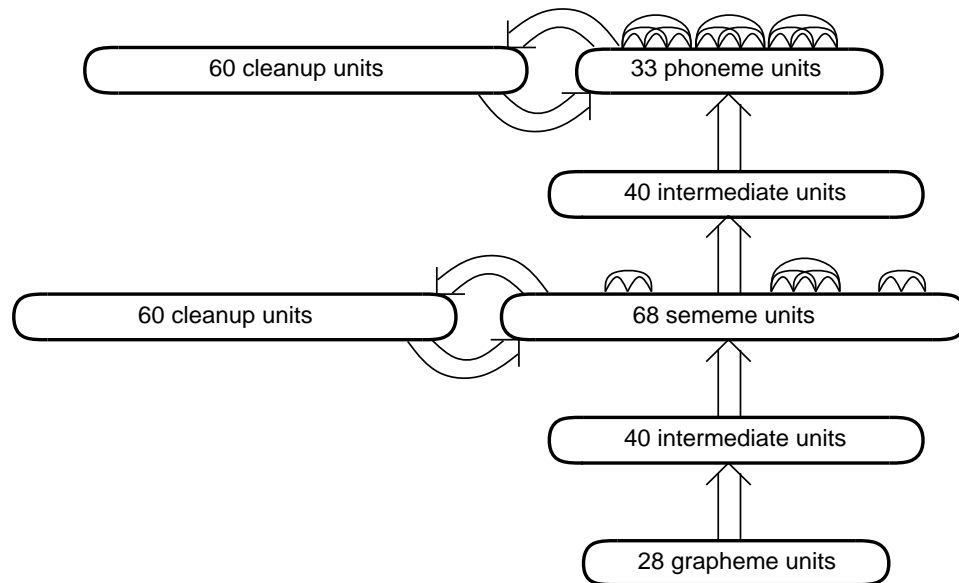 60 cleanup units
33 phoneme units
40 intermediate units
60 cleanup units
68 sememe units
40 intermediate units
28 grapheme units